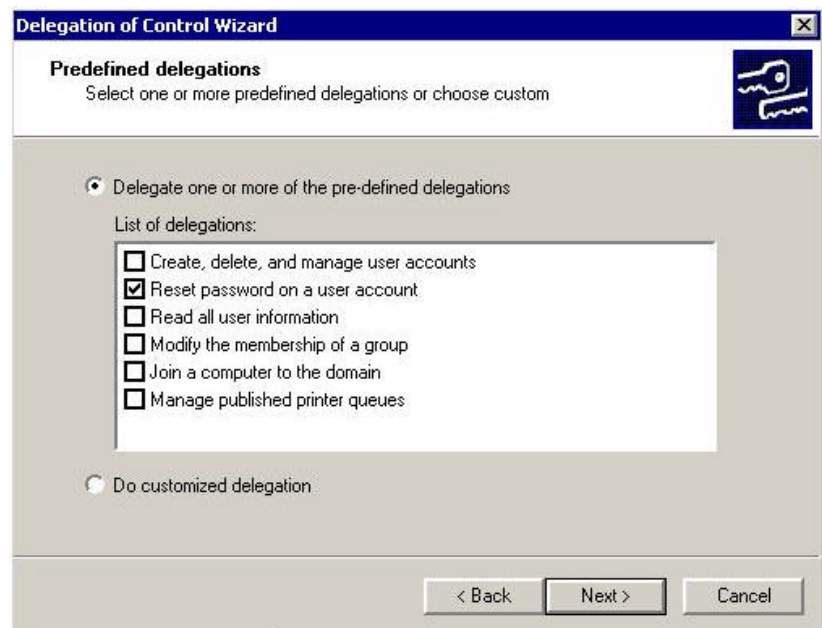 Delegation of Control Wizard
Predefined delegations
Select one or more predefined delegations or choose custom
Delegate one or more of the pre-defined delegations
List of delegations:
Create, delete, and manage user accounts
Reset password on a user account
Read all user information
Modify the membership of a group
Join a computer to the domain
Manage published printer queues
Do customized delegation
< Back Next > Cancel